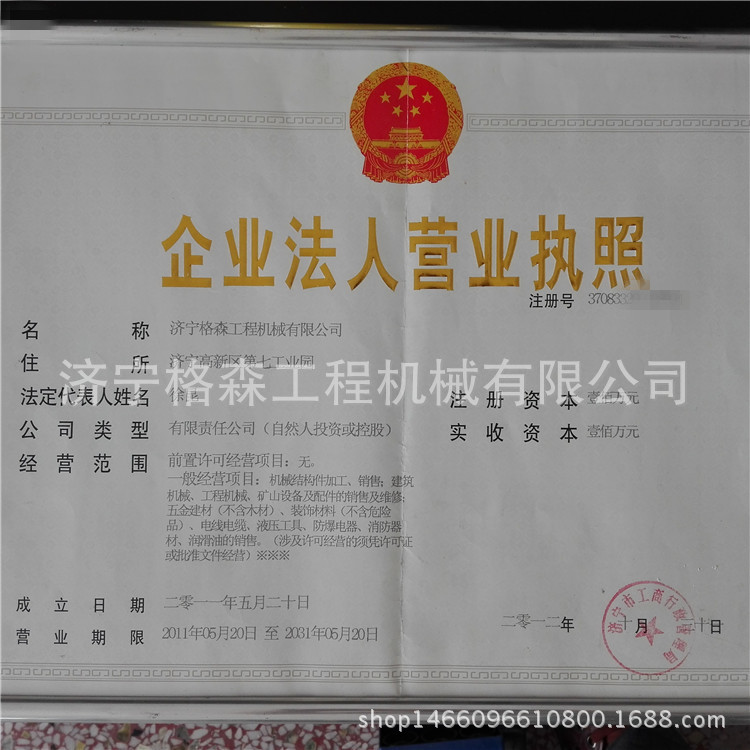 企业法人营业执照
注册号 370833
名称 济宁格森工程机械有限公司
住所 济宁高新区第七工业园
济宁格森工程机械有限公司
法定代表人姓名 徐 注册资本 壹佰万元
公司类型 有限责任公司（自然人投资或控股） 实收资本 壹佰万元
经营范围 前置许可经营项目：无。
一般经营项目：机械结构件加工、销售；建筑
机械、工程机械、矿山设备及配件的销售及维修；
五金建材（不含木材）、装饰材料（不含危险
品）、电线电缆、液压工具、防爆电器、消防器
材、润滑油的销售。（涉及许可经营的须凭许可证
或批准文件经营）※※※
成立日期 二零一一年五月二十日
营业期限 2011年05月20日 至 2031年05月20日
二零一二年 十月 二十日
济宁市工商行政管理局
shop1466096610800.1688.com